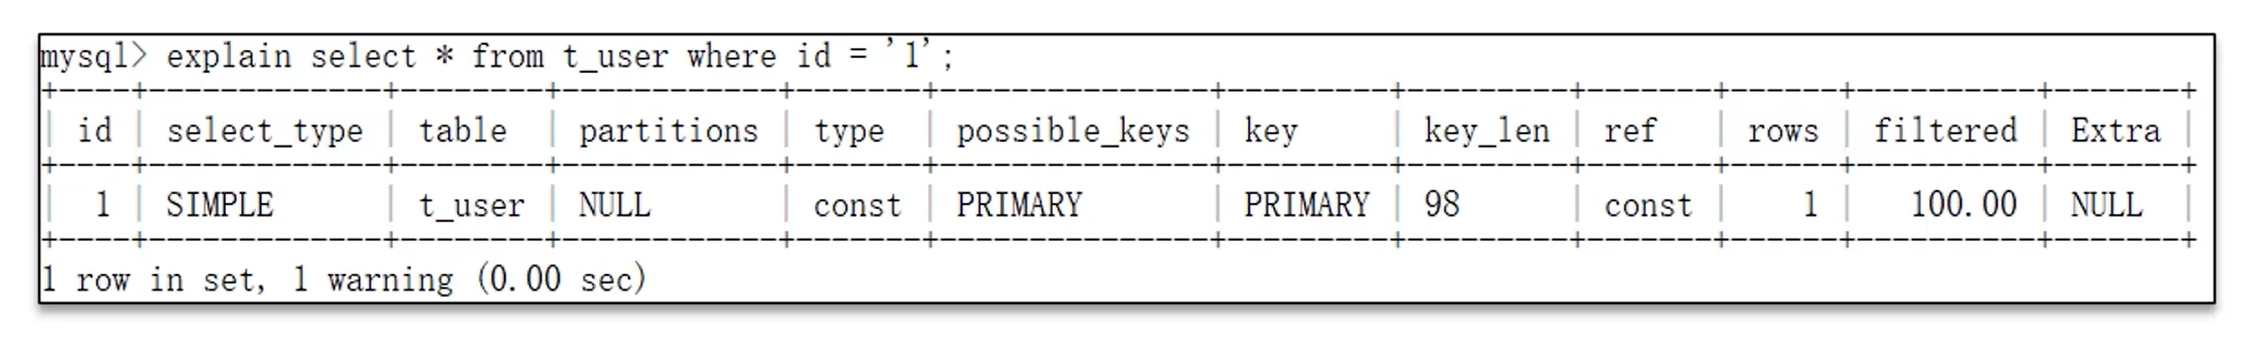 mysql> explain select * from t_user where id = '1';
+----+-------------+--------+------------+-------+---------------+---------+---------+-------+------+----------+-------+
| id | select_type | table  | partitions | type  | possible_keys | key     | key_len | ref   | rows | filtered | Extra |
+----+-------------+--------+------------+-------+---------------+---------+---------+-------+------+----------+-------+
|  1 | SIMPLE      | t_user | NULL       | const | PRIMARY       | PRIMARY | 98      | const |    1 |   100.00 | NULL  |
+----+-------------+--------+------------+-------+---------------+---------+---------+-------+------+----------+-------+
1 row in set, 1 warning (0.00 sec)